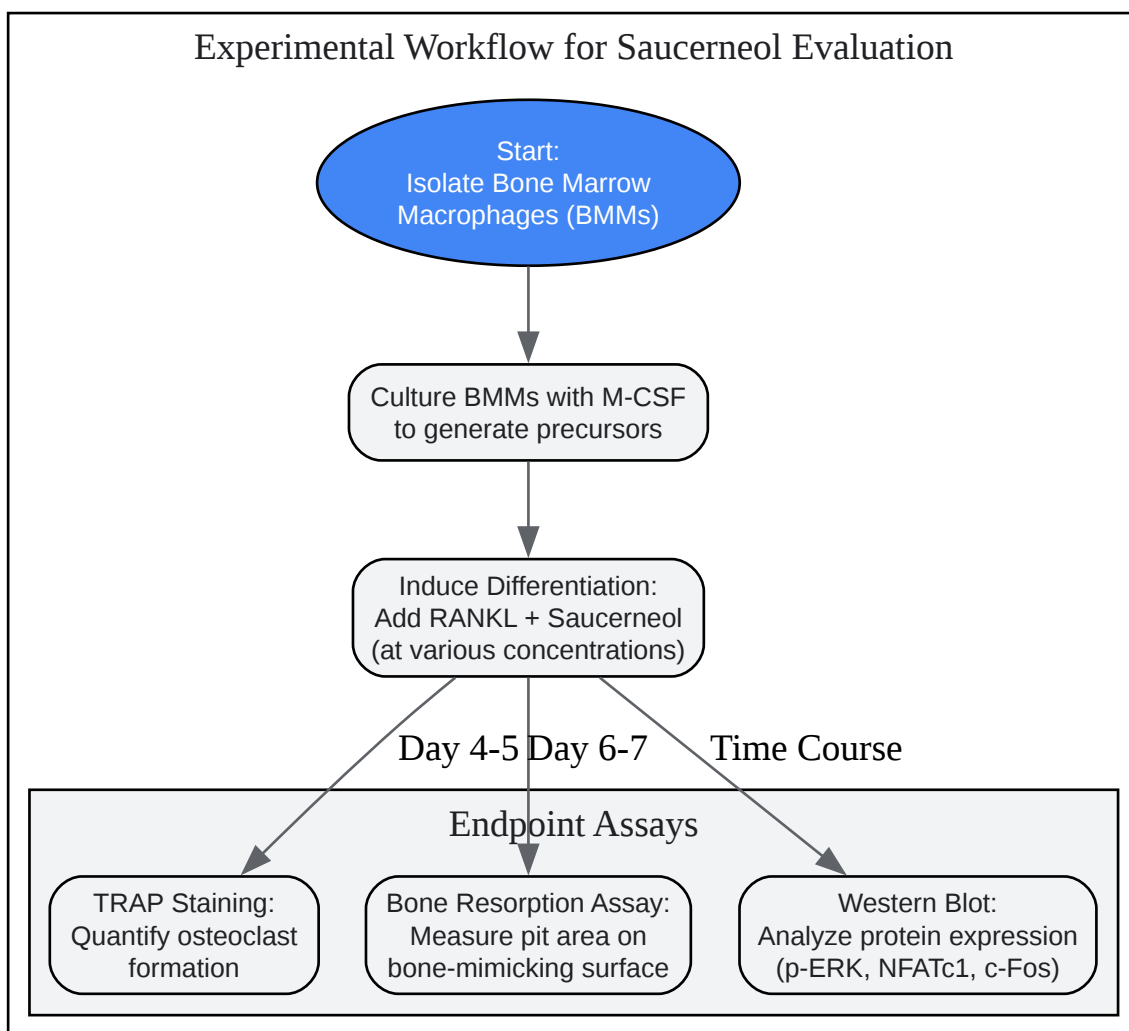 Experimental Workflow for Saucerneol Evaluation
Start:
Isolate Bone Marrow
Macrophages (BMMs)
Culture BMMs with M-CSF
to generate precursors
Induce Differentiation:
Add RANKL + Saucerneol
(at various concentrations)
Day 4-5
Day 6-7
Time Course
Endpoint Assays
TRAP Staining:
Quantify osteoclast
formation
Bone Resorption Assay:
Measure pit area on
bone-mimicking surface
Western Blot:
Analyze protein expression
(p-ERK, NFATc1, c-Fos)